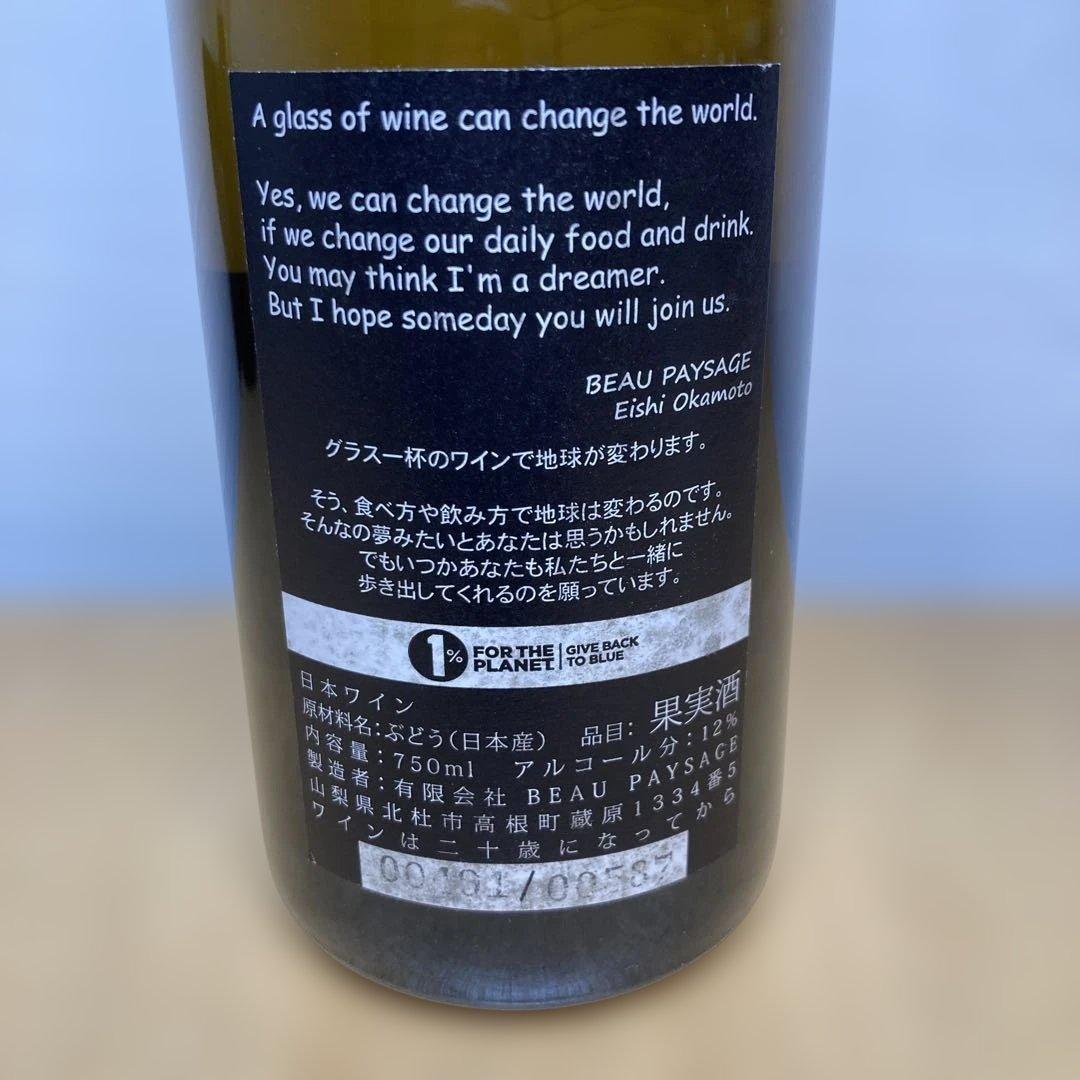 A glass of wine can change the world.
Yes, we can change the world,
if we change our daily food and drink.
You may think I'm a dreamer.
But I hope someday you will join us.
BEAU PAYSAGE
Eishi Okamoto
グラス一杯のワインで地球が変わります。
そう、食べ方や飲み方で地球は変わるのです。
そんなの夢みたいとあなたは思うかもしれません。
でもいつかあなたも私たちと一緒に
歩き出してくれるのを願っています。
1% FOR THE PLANET. | GIVE BACK TO BLUE
日本ワイン
原材料名:ぶどう(日本産) 品目: 果実酒
内容量:750ml アルコール分:12%
製造者:有限会社 BEAU PAYSAGE
山梨県北杜市高根町蔵原1334番5
ワインは二十歳になってから
00481/00587